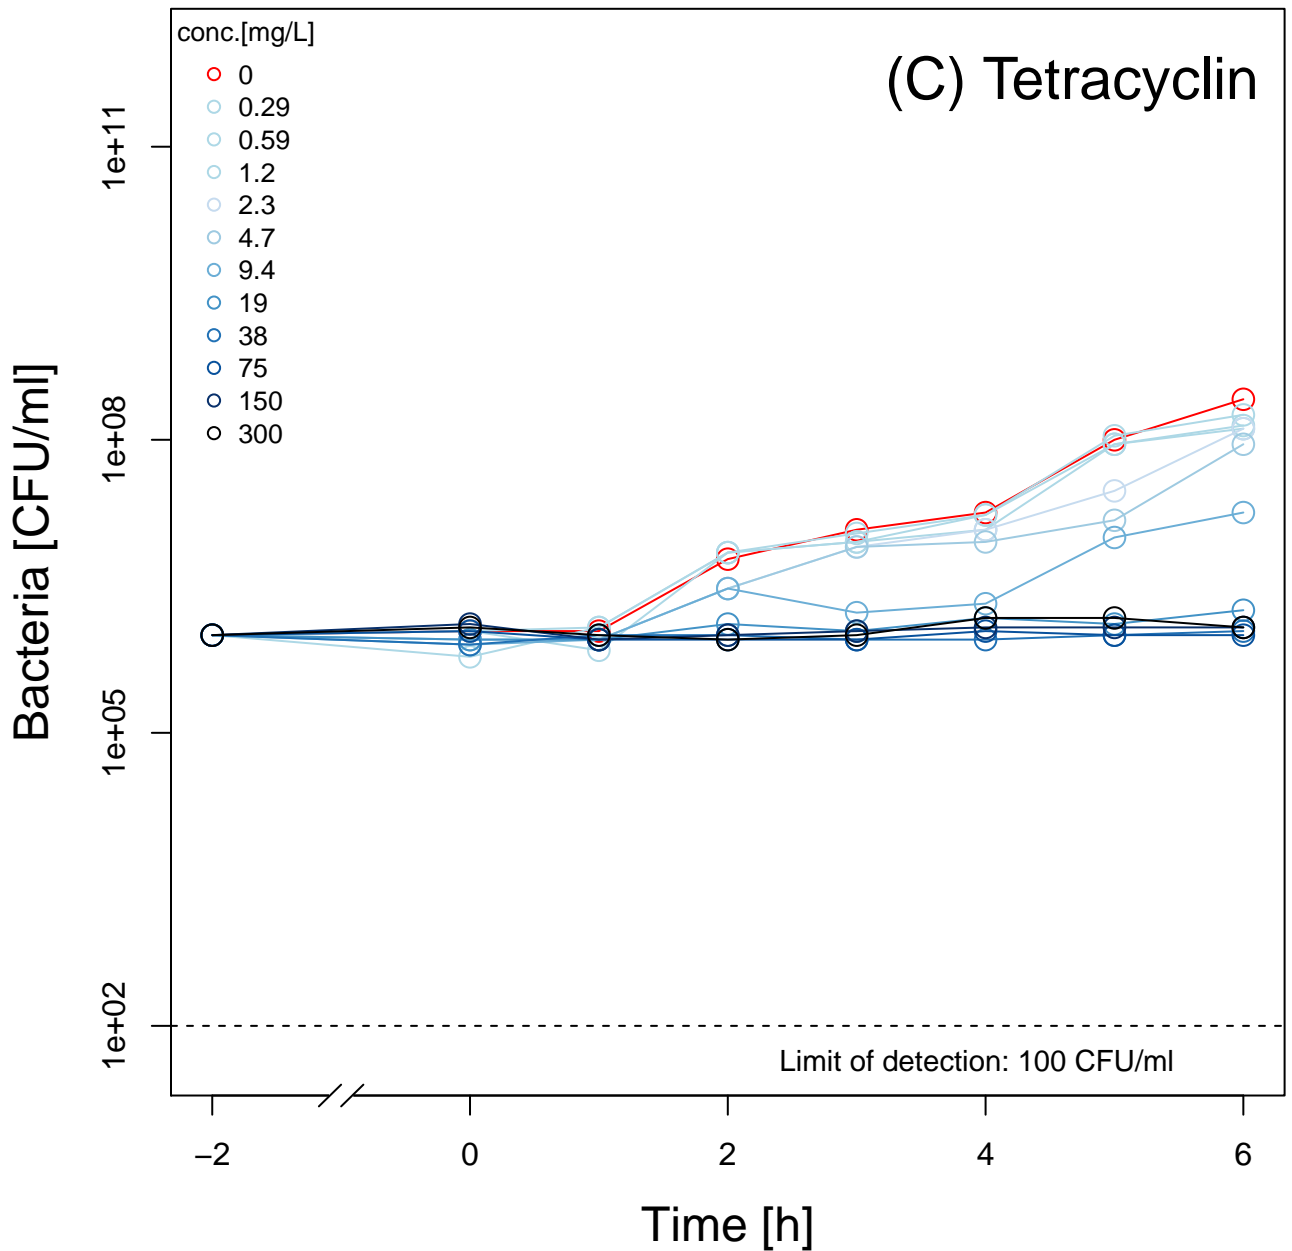 conc.[mg/L]
0
0.29
0.59
1.2
2.3
4.7
9.4
19
38
75
150
300
(C) Tetracyclin
Bacteria [CFU/ml]
1e+11
1e+08
1e+05
1e+02
Limit of detection: 100 CFU/ml
−2 0 2 4 6
Time [h]